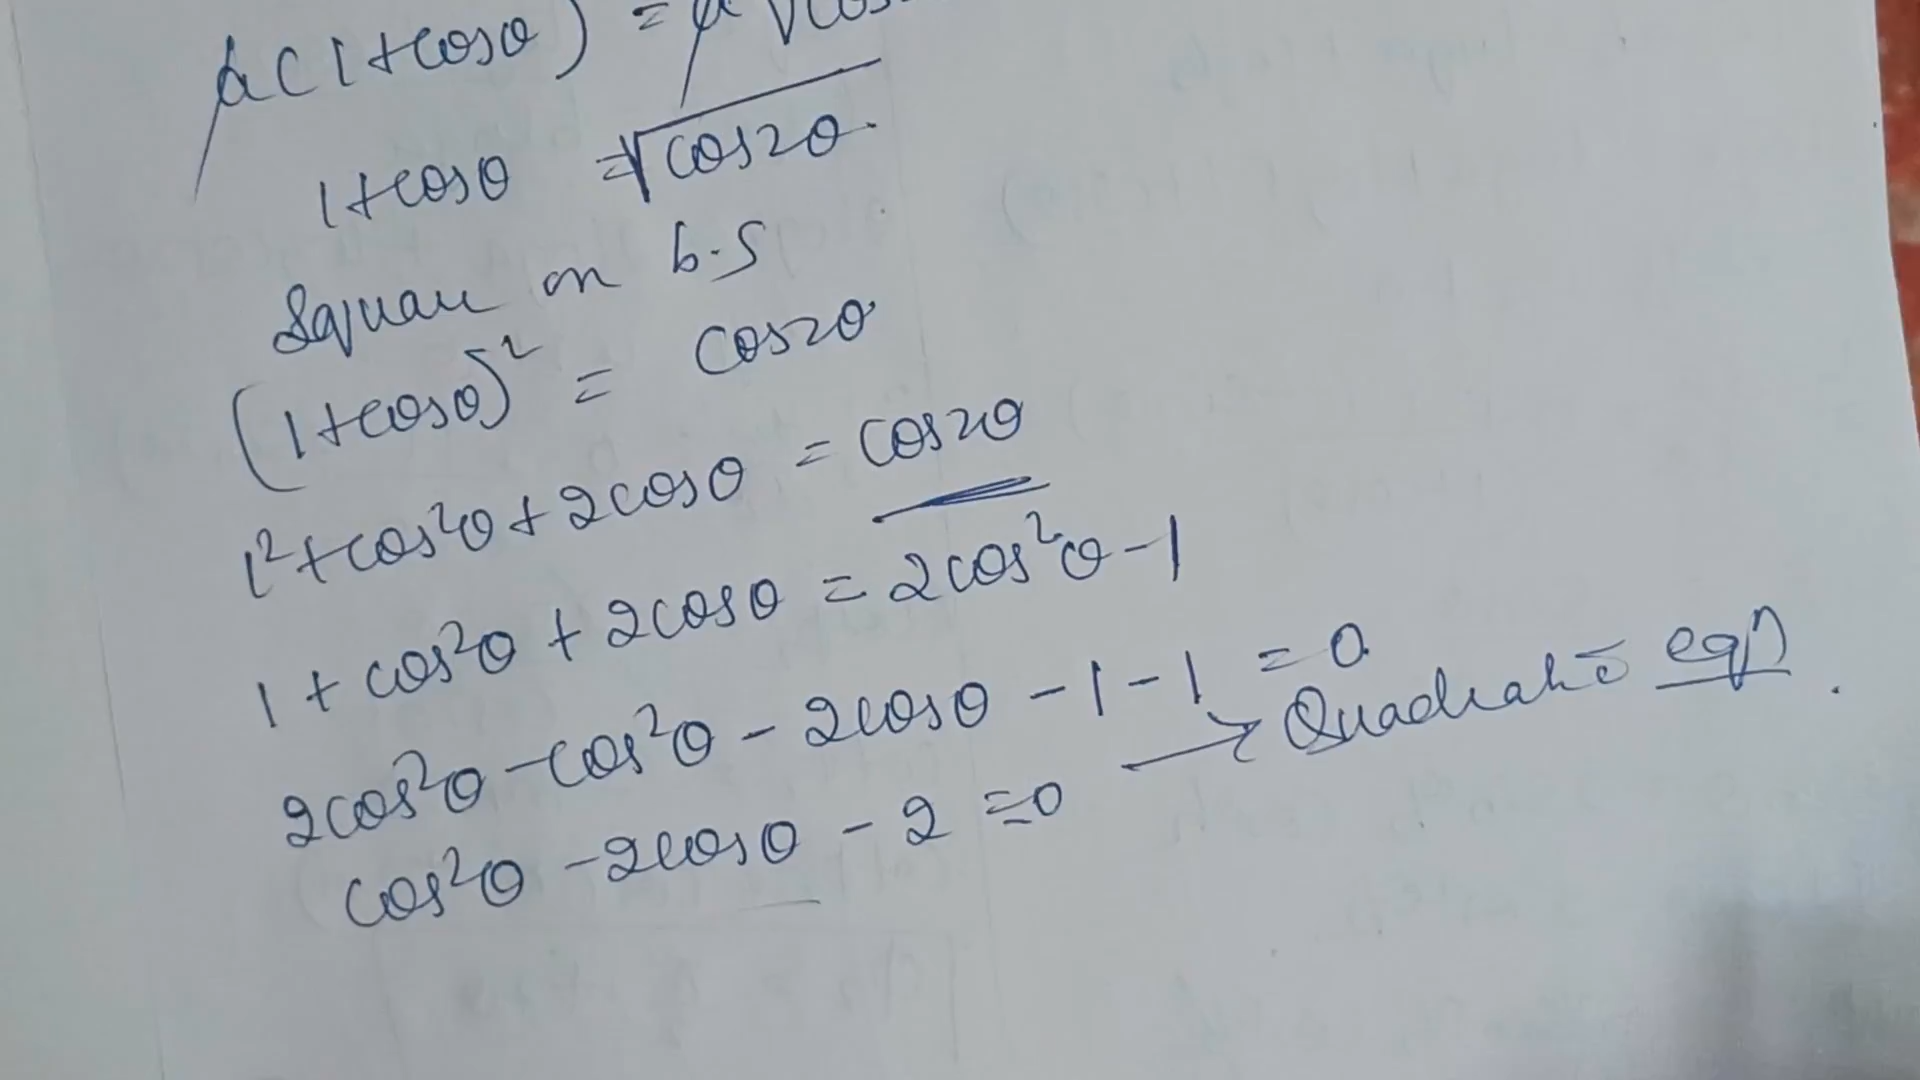 a(1+cosθ) = a√cos
1+cosθ = √cos2θ
Square on b.s
(1+cosθ)² = cos2θ
1²+cos²θ+2cosθ = cos2θ
1+cos²θ+2cosθ = 2cos²θ-1
2cos²θ-cos²θ-2cosθ-1-1 = 0
cos²θ-2cosθ-2=0 → Quadratic eqn.